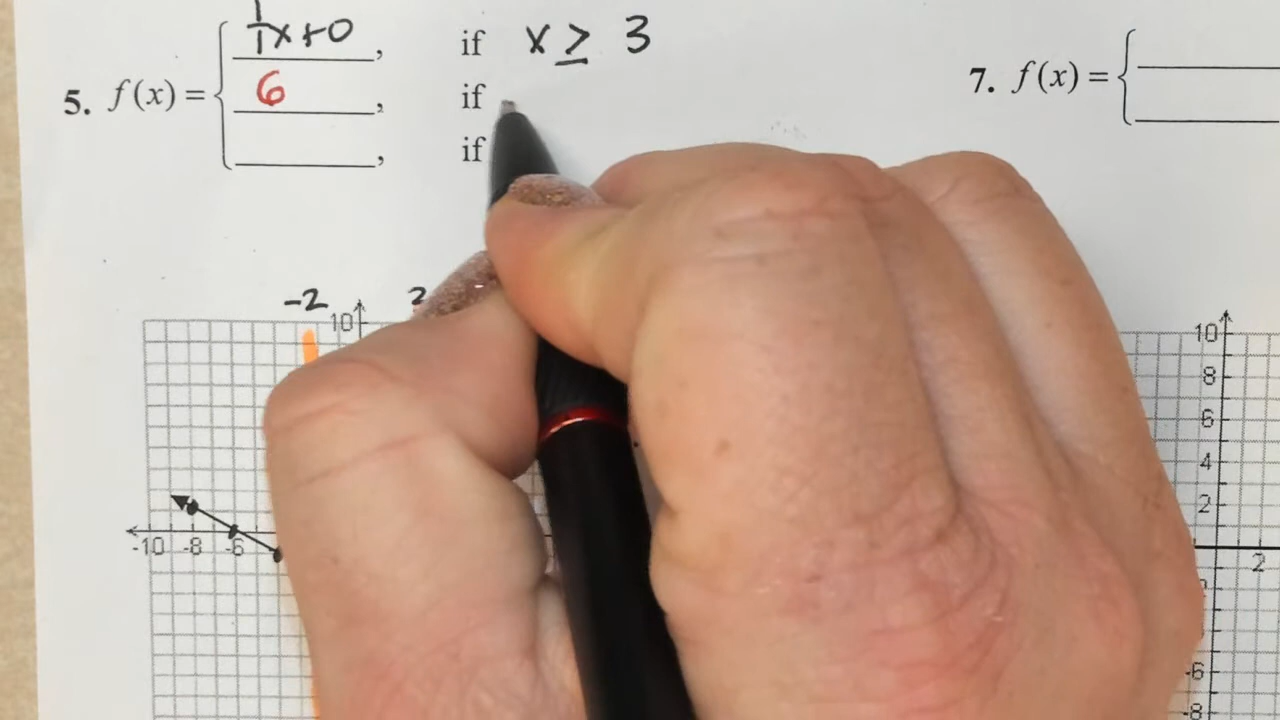 1/1x+0, if x ≥ 3
5. f(x) = 6, if
, if
7. f(x) =
-2
10
-10 -8 -6
10
8
6
4
2
2
-6
-8